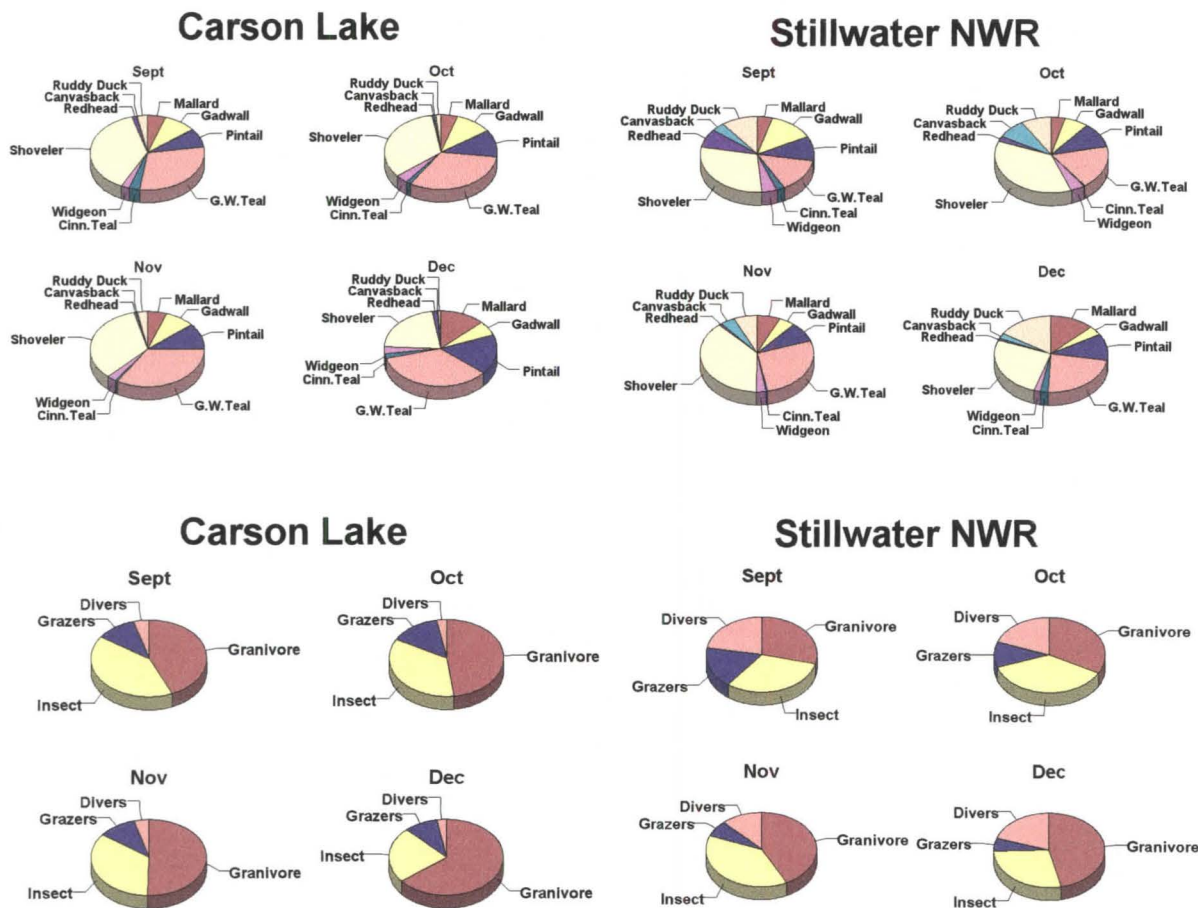 Carson Lake
Sept
Ruddy Duck
Canvasback
Redhead
Mallard
Gadwall
Pintail
Shoveler
G.W.Teal
Widgeon
Cinn.Teal
Oct
Ruddy Duck
Canvasback
Redhead
Mallard
Gadwall
Pintail
Shoveler
Widgeon
Cinn.Teal
G.W.Teal
Nov
Ruddy Duck
Canvasback
Redhead
Mallard
Gadwall
Pintail
Shoveler
Widgeon
Cinn.Teal
G.W.Teal
Dec
Ruddy Duck
Canvasback
Redhead
Mallard
Shoveler
Gadwall
Widgeon
Cinn.Teal
Pintail
G.W.Teal
Stillwater NWR
Sept
Ruddy Duck
Canvasback
Redhead
Mallard
Gadwall
Pintail
Shoveler
G.W.Teal
Cinn.Teal
Widgeon
Oct
Ruddy Duck
Canvasback
Redhead
Mallard
Gadwall
Pintail
Shoveler
G.W.Teal
Cinn.Teal
Widgeon
Nov
Ruddy Duck
Canvasback
Redhead
Mallard
Gadwall
Pintail
Shoveler
G.W.Teal
Cinn.Teal
Widgeon
Dec
Ruddy Duck
Canvasback
Redhead
Mallard
Gadwall
Pintail
Shoveler
Widgeon
Cinn.Teal
G.W.Teal
Carson Lake
Sept
Divers
Grazers
Granivore
Insect
Oct
Divers
Grazers
Granivore
Insect
Nov
Divers
Grazers
Granivore
Insect
Dec
Divers
Grazers
Insect
Granivore
Stillwater NWR
Sept
Divers
Granivore
Grazers
Insect
Oct
Divers
Granivore
Grazers
Insect
Nov
Divers
Grazers
Granivore
Insect
Dec
Divers
Grazers
Granivore
Insect